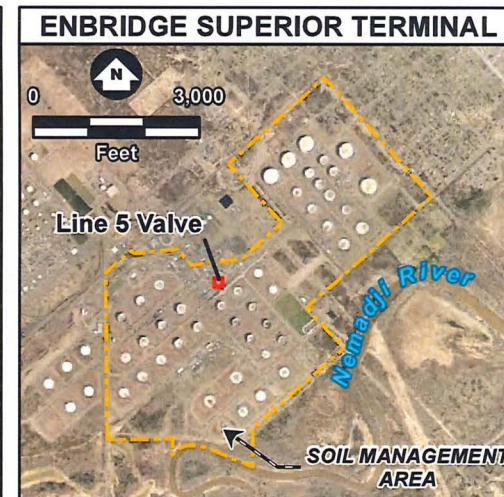 ENBRIDGE SUPERIOR TERMINAL
N
0 3,000
Feet
Line 5 Valve
Nemadji River
SOIL MANAGEMENT
AREA